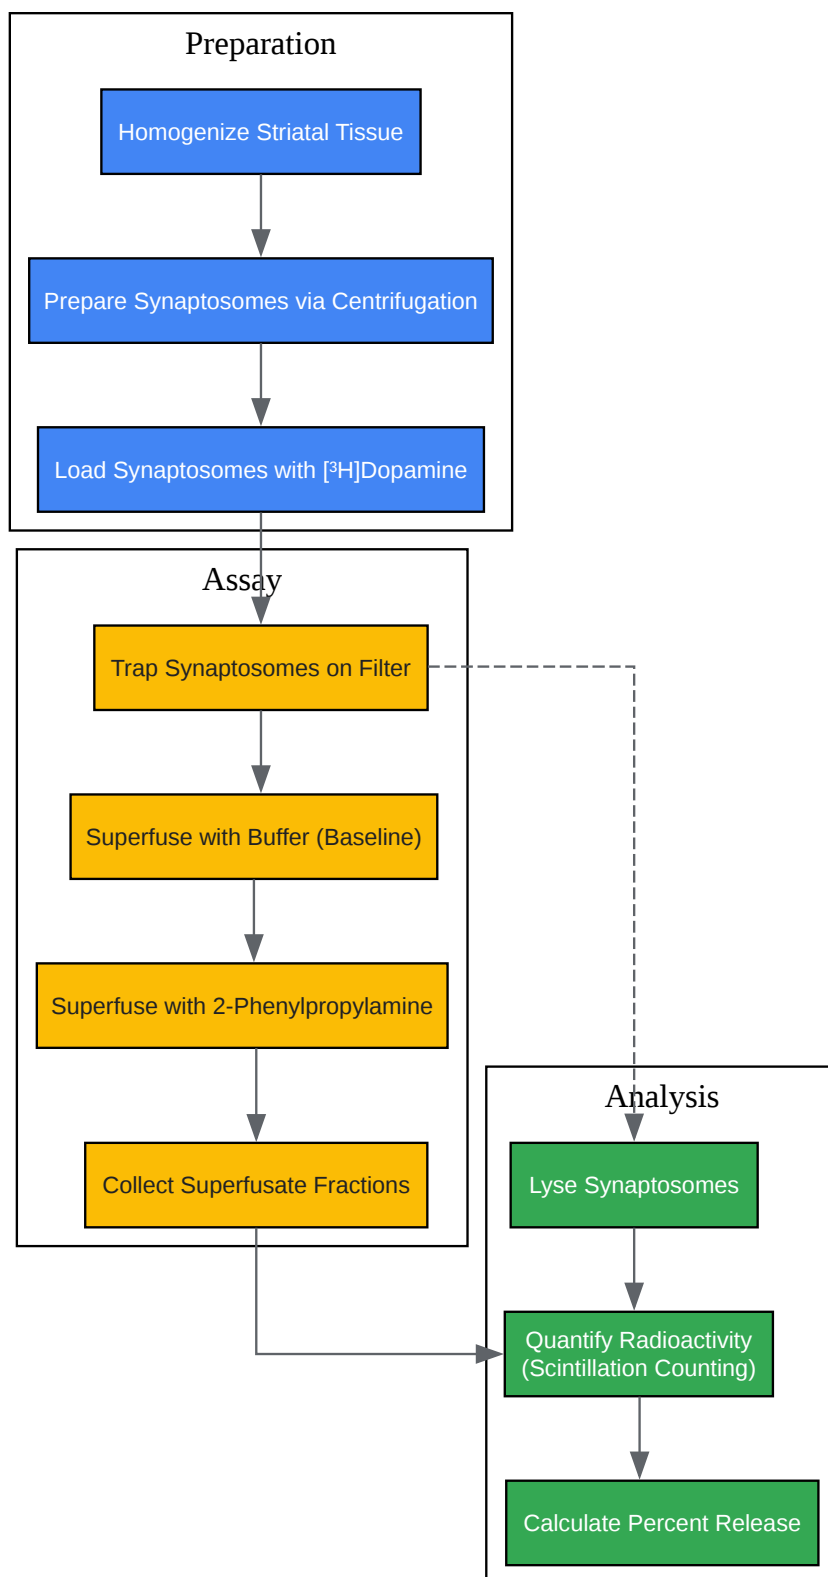 Preparation
Homogenize Striatal Tissue
Prepare Synaptosomes via Centrifugation
Load Synaptosomes with [³H]Dopamine
Assay
Trap Synaptosomes on Filter
Superfuse with Buffer (Baseline)
Superfuse with 2-Phenylpropylamine
Collect Superfusate Fractions
Analysis
Lyse Synaptosomes
Quantify Radioactivity
(Scintillation Counting)
Calculate Percent Release